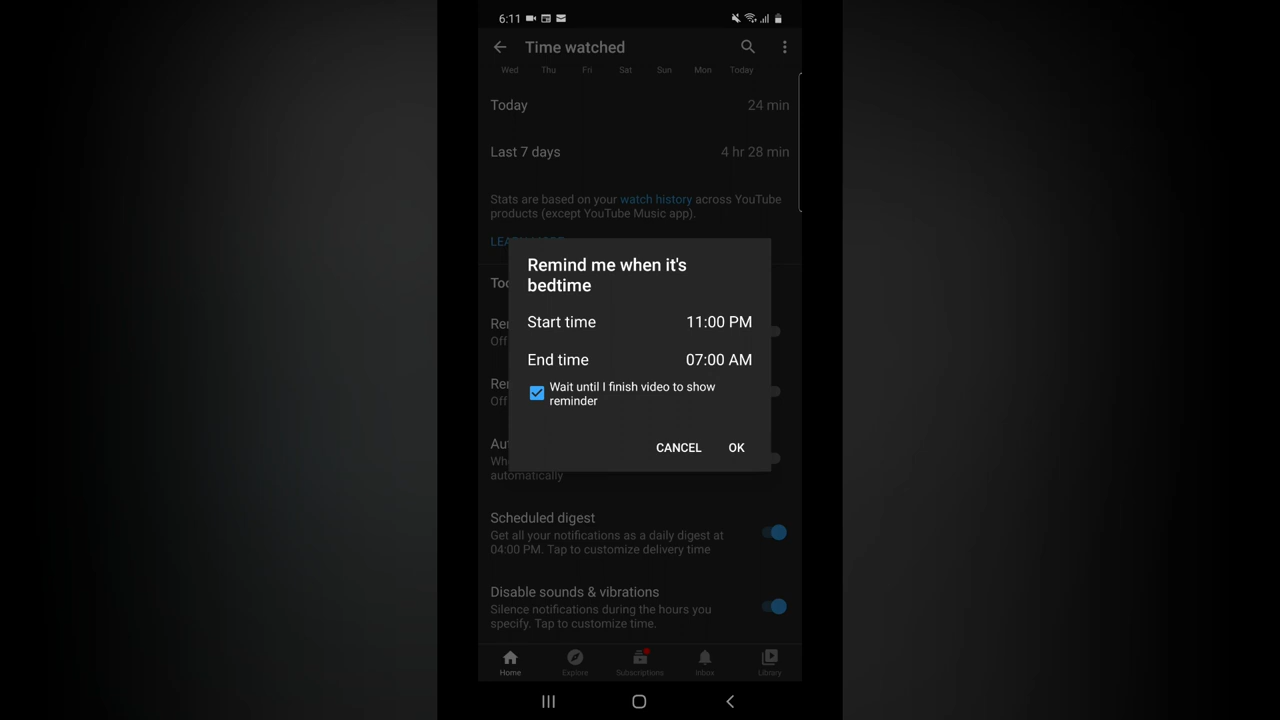 6:11
Time watched
Wed Thu Fri Sat Sun Mon Today
Today 24 min
Last 7 days 4 hr 28 min
Stats are based on your watch history across YouTube
products (except YouTube Music app).
Remind me when it's
bedtime
Start time 11:00 PM
End time 07:00 AM
Wait until I finish video to show
reminder
CANCEL OK
Off
Off
automatically
Scheduled digest
Get all your notifications as a daily digest at
04:00 PM. Tap to customize delivery time
Disable sounds & vibrations
Silence notifications during the hours you
specify. Tap to customize time.
Home Explore Subscriptions Inbox Library